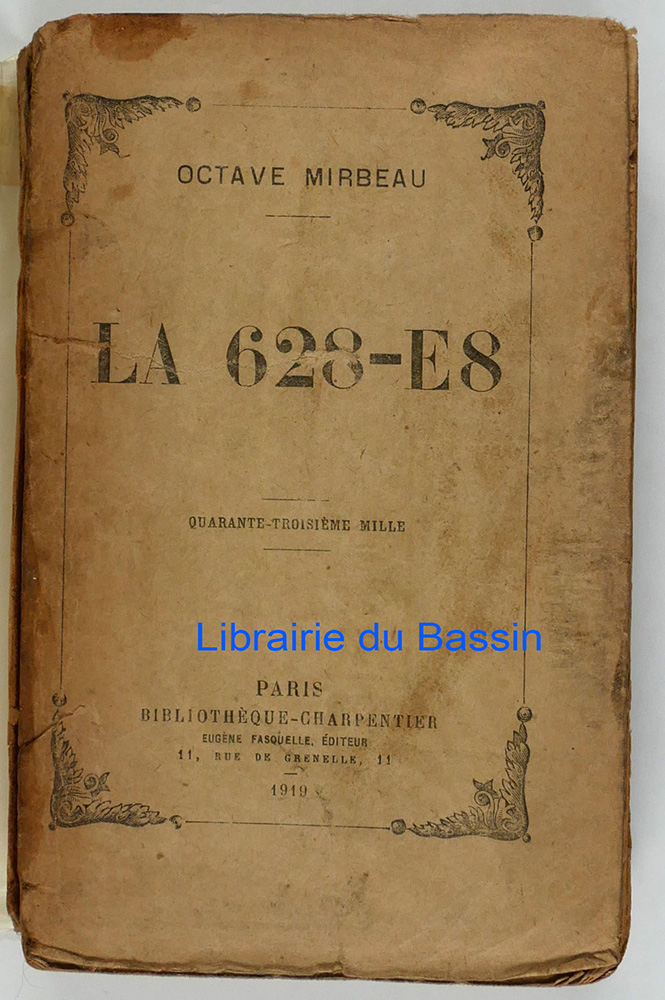 OCTAVE MIRBEAU
LA 628-E8
QUARANTE-TROISIÈME MILLE
Librairie du Bassin
PARIS
BIBLIOTHÈQUE-CHARPENTIER
EUGÈNE FASQUELLE, ÉDITEUR
11, RUE DE GRENELLE, 11
1919